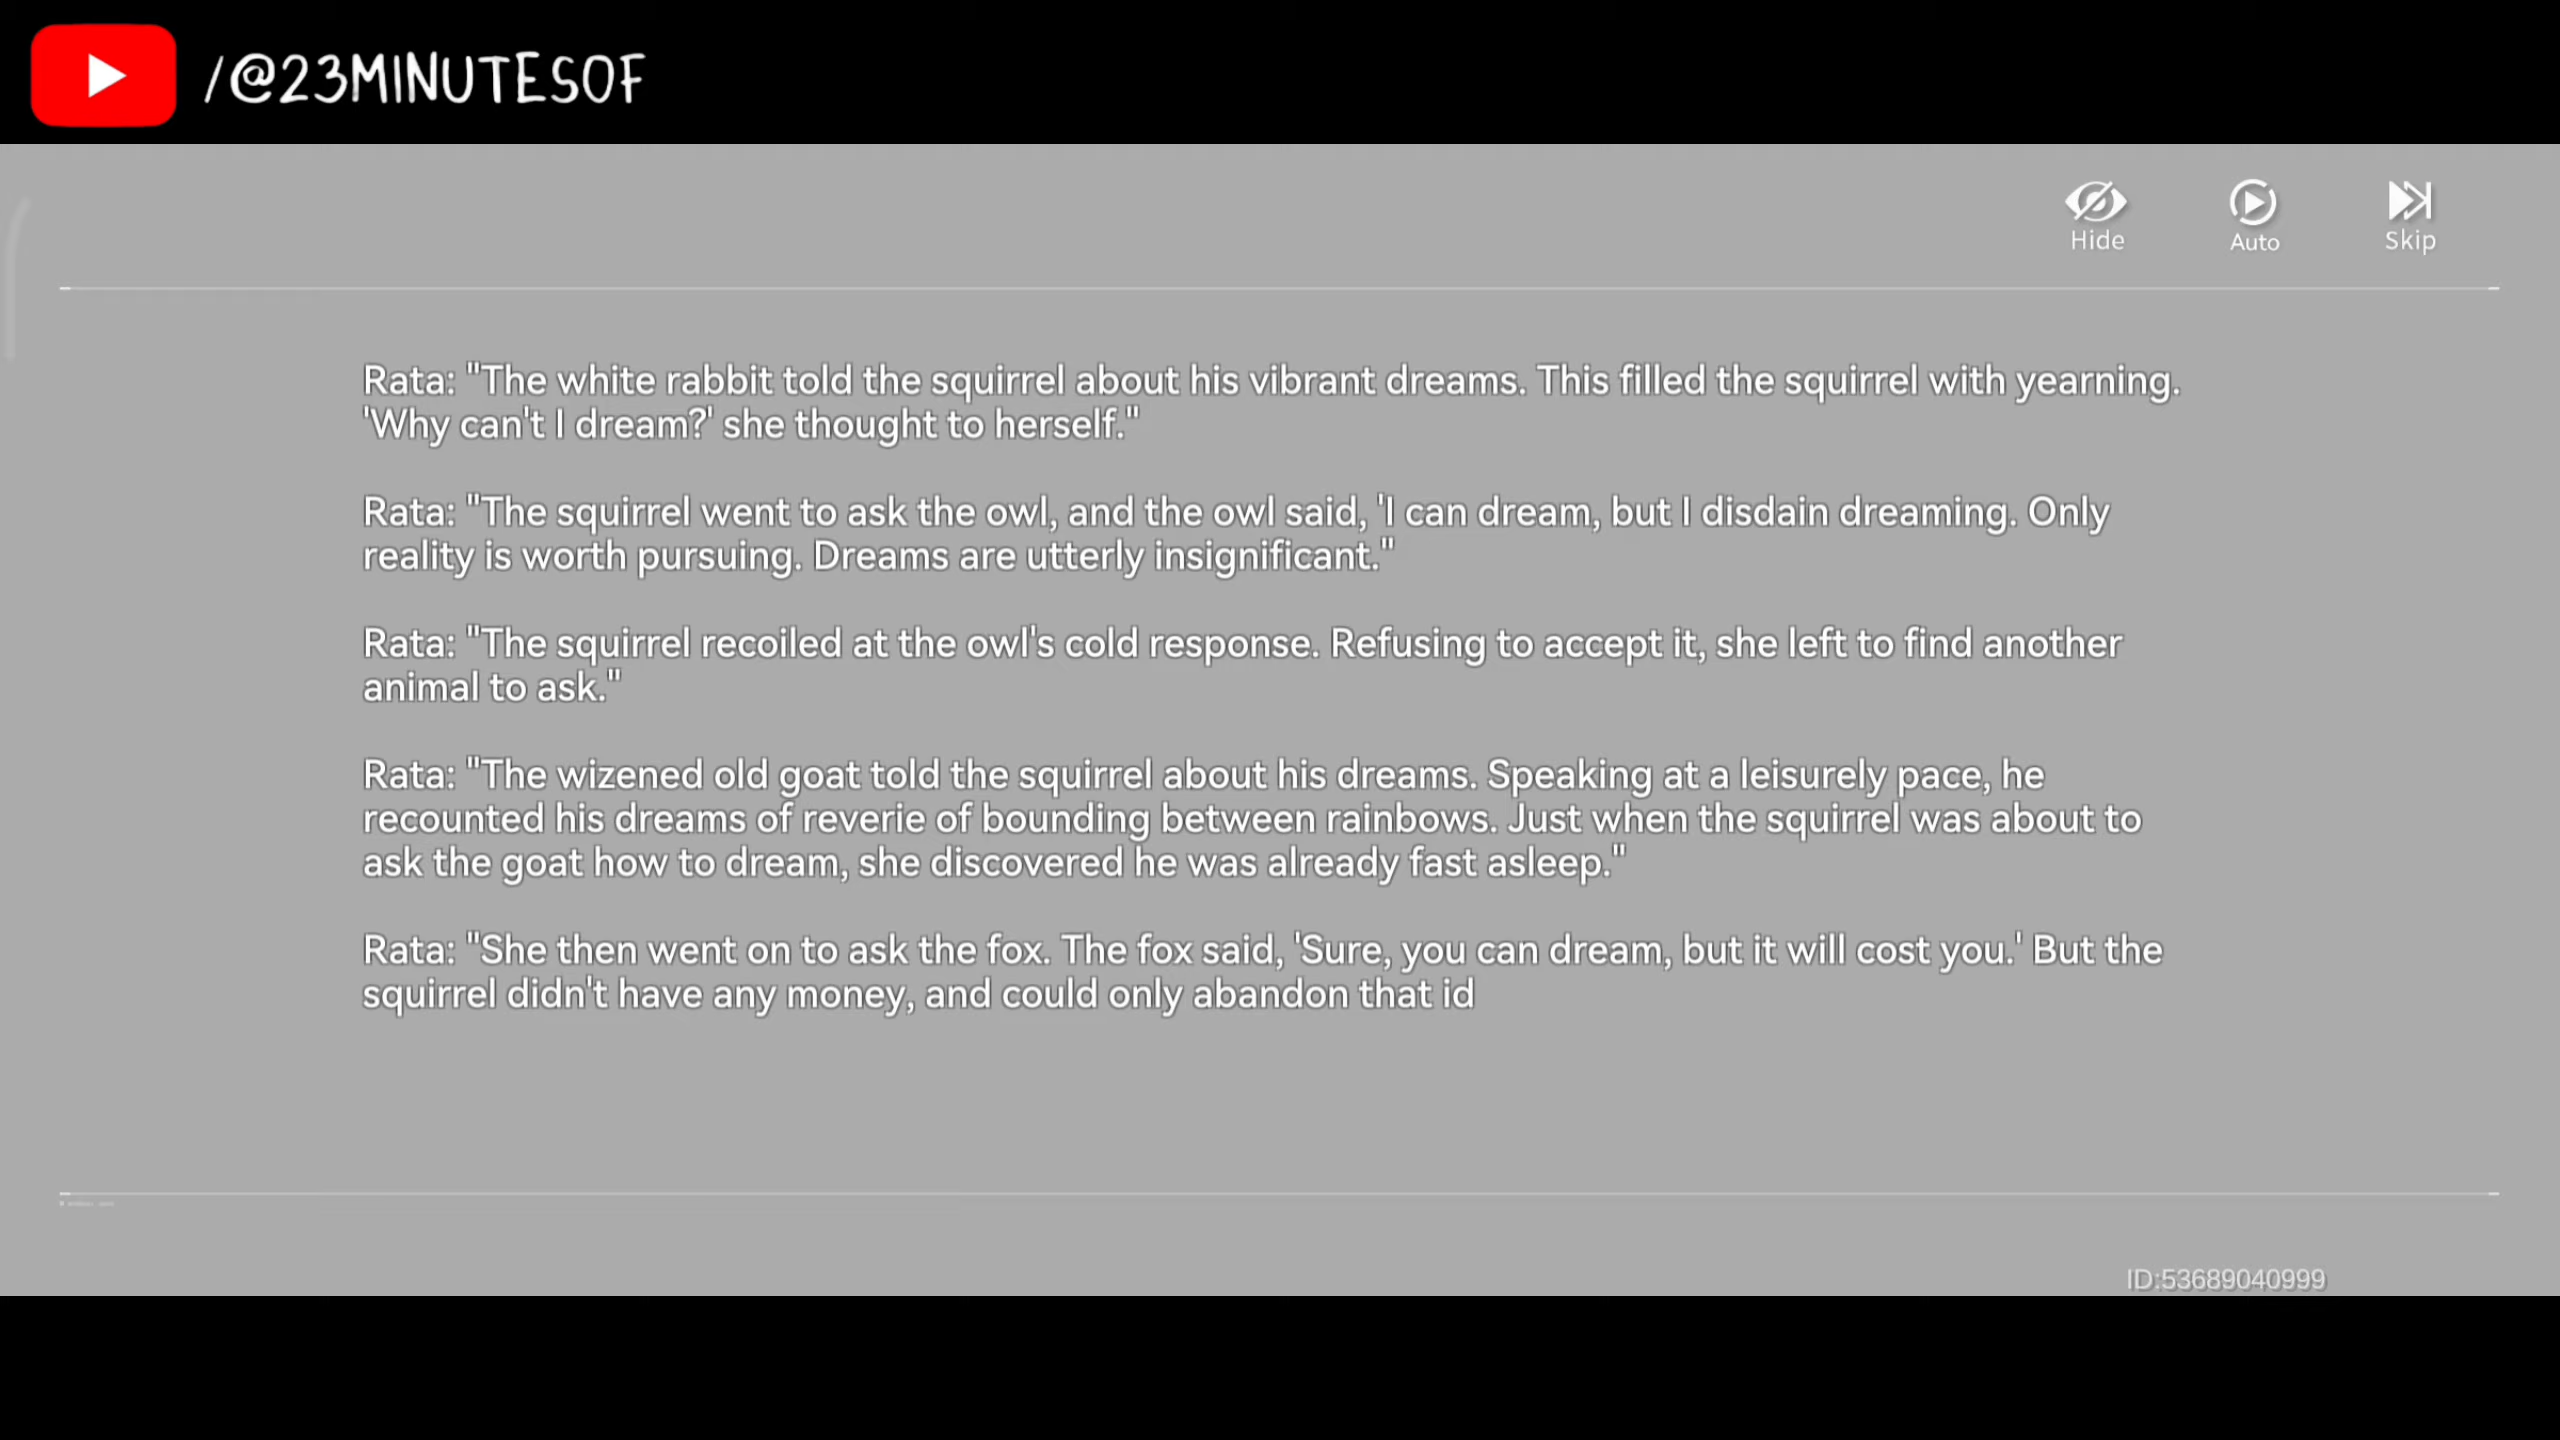 /@23MINUTESOF
Hide
Auto
Skip
Rata: "The white rabbit told the squirrel about his vibrant dreams. This filled the squirrel with yearning.
'Why can't I dream?' she thought to herself."
Rata: "The squirrel went to ask the owl, and the owl said, 'I can dream, but I disdain dreaming. Only
reality is worth pursuing. Dreams are utterly insignificant."
Rata: "The squirrel recoiled at the owl's cold response. Refusing to accept it, she left to find another
animal to ask."
Rata: "The wizened old goat told the squirrel about his dreams. Speaking at a leisurely pace, he
recounted his dreams of reverie of bounding between rainbows. Just when the squirrel was about to
ask the goat how to dream, she discovered he was already fast asleep."
Rata: "She then went on to ask the fox. The fox said, 'Sure, you can dream, but it will cost you.' But the
squirrel didn't have any money, and could only abandon that id
ID:53689040999